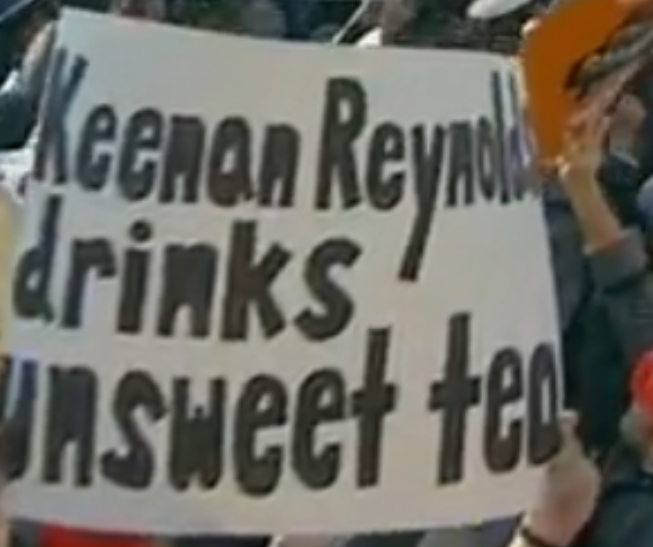 Keenan Reynolds
drinks
unsweet tea